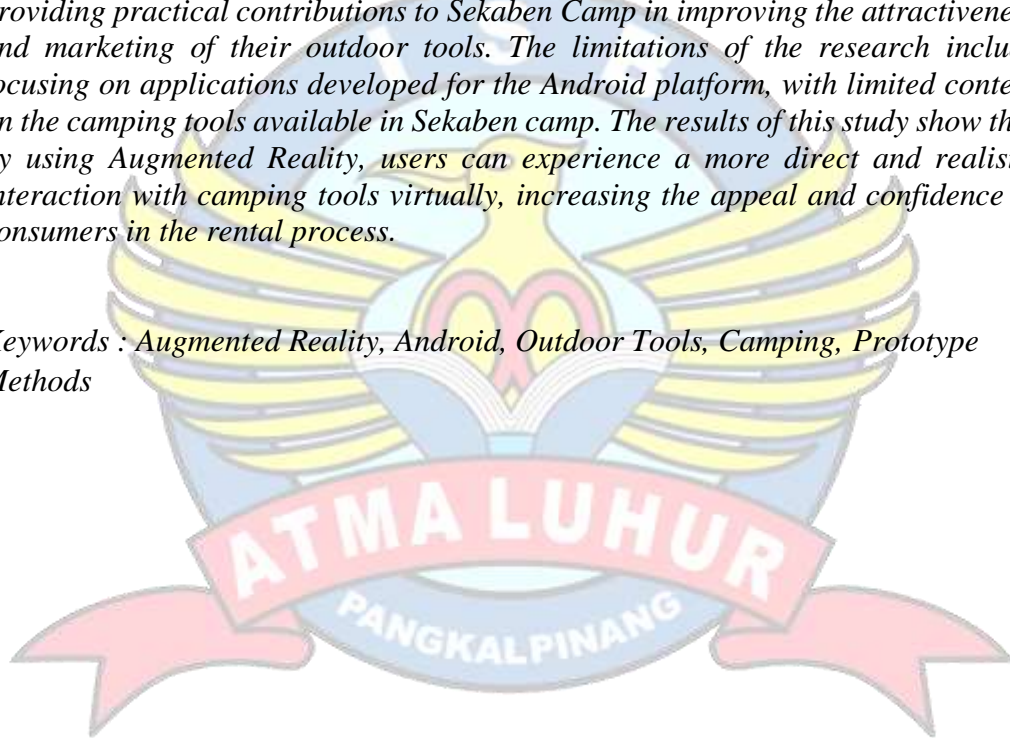 roviding practical contributions to Sekaben Camp in improving the attractivene
nd marketing of their outdoor tools. The limitations of the research inclu
ocusing on applications developed for the Android platform, with limited conte
n the camping tools available in Sekaben camp. The results of this study show th
y using Augmented Reality, users can experience a more direct and realis
nteraction with camping tools virtually, increasing the appeal and confidence
onsumers in the rental process.
Keywords : Augmented Reality, Android, Outdoor Tools, Camping, Prototype
Methods
I S B
ATMA LUHUR
PANGKALPINANG